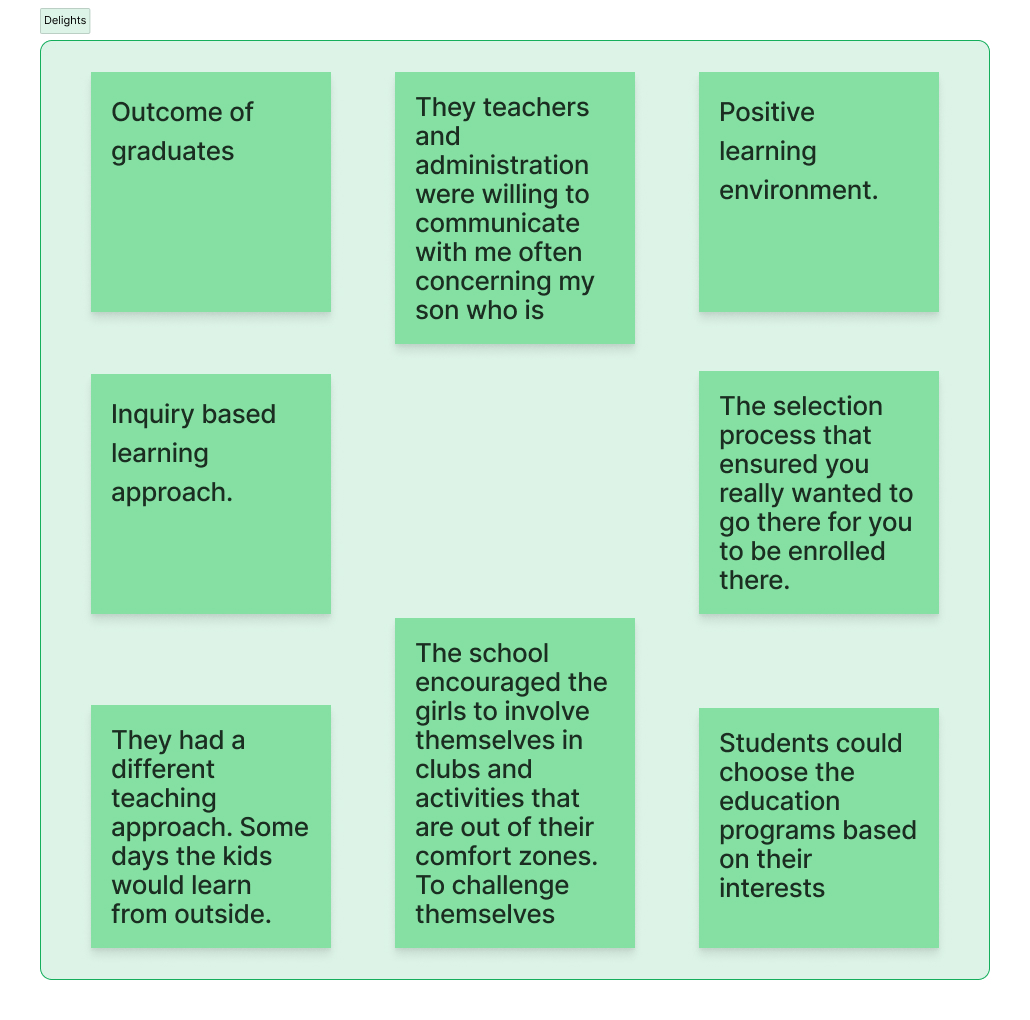 Delights
Outcome of
graduates
They teachers
and
administration
were willing to
communicate
with me often
concerning my
son who is
Positive
learning
environment.
Inquiry based
learning
approach.
The selection
process that
ensured you
really wanted to
go there for you
to be enrolled
there.
They had a
different
teaching
approach. Some
days the kids
would learn
from outside.
The school
encouraged the
girls to involve
themselves in
clubs and
activities that
are out of their
comfort zones.
To challenge
themselves
Students could
choose the
education
programs based
on their
interests